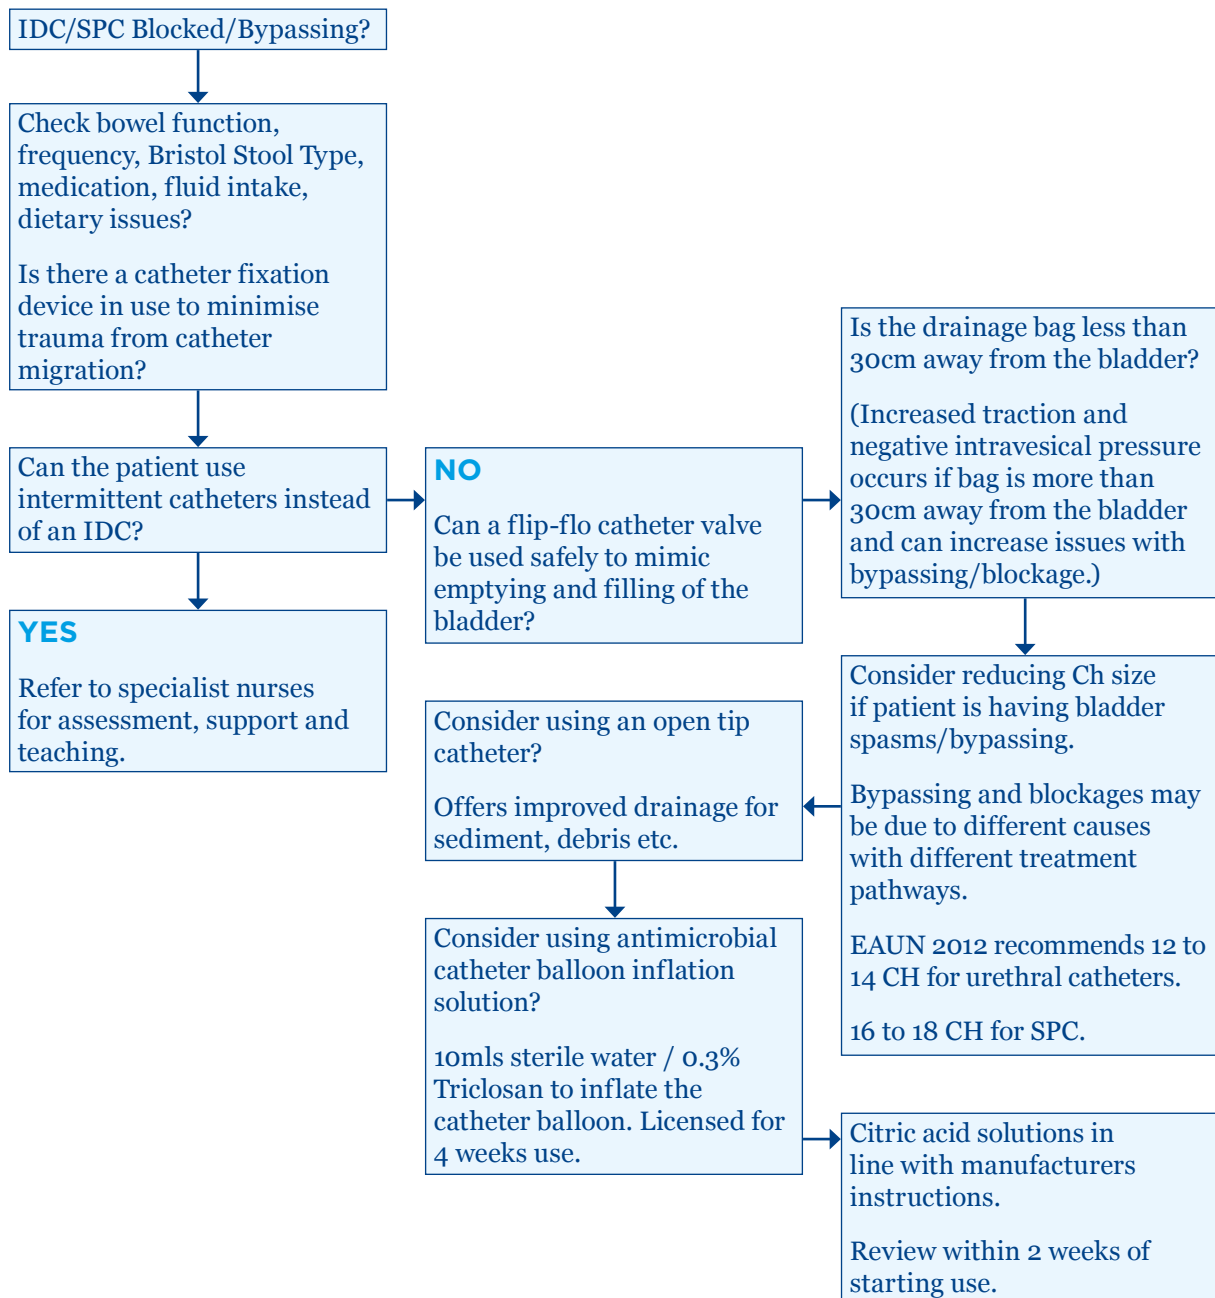 IDC/SPC Blocked/Bypassing?
Check bowel function,
frequency, Bristol Stool Type,
medication, fluid intake,
dietary issues?
Is there a catheter fixation
device in use to minimise
trauma from catheter
migration?
Can the patient use
intermittent catheters instead
of an IDC?
YES
Refer to specialist nurses
for assessment, support and
teaching.
NO
Can a flip-flo catheter valve
be used safely to mimic
emptying and filling of the
bladder?
Is the drainage bag less than
30cm away from the bladder?
(Increased traction and
negative intravesical pressure
occurs if bag is more than
30cm away from the bladder
and can increase issues with
bypassing/blockage.)
Consider reducing Ch size
if patient is having bladder
spasms/bypassing.
Bypassing and blockages may
be due to different causes
with different treatment
pathways.
EAUN 2012 recommends 12 to
14 CH for urethral catheters.
16 to 18 CH for SPC.
Consider using an open tip
catheter?
Offers improved drainage for
sediment, debris etc.
Consider using antimicrobial
catheter balloon inflation
solution?
10mls sterile water / 0.3%
Triclosan to inflate the
catheter balloon. Licensed for
4 weeks use.
Citric acid solutions in
line with manufacturers
instructions.
Review within 2 weeks of
starting use.